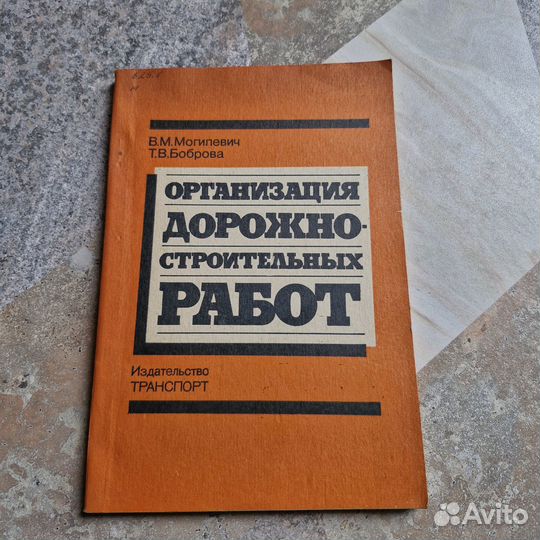 В.М.Могилевич
Т.В.Боброва
ОРГАНИЗАЦИЯ
ДОРОЖНО-
СТРОИТЕЛЬНЫХ
РАБОТ
Издательство
ТРАНСПОРТ
Avito